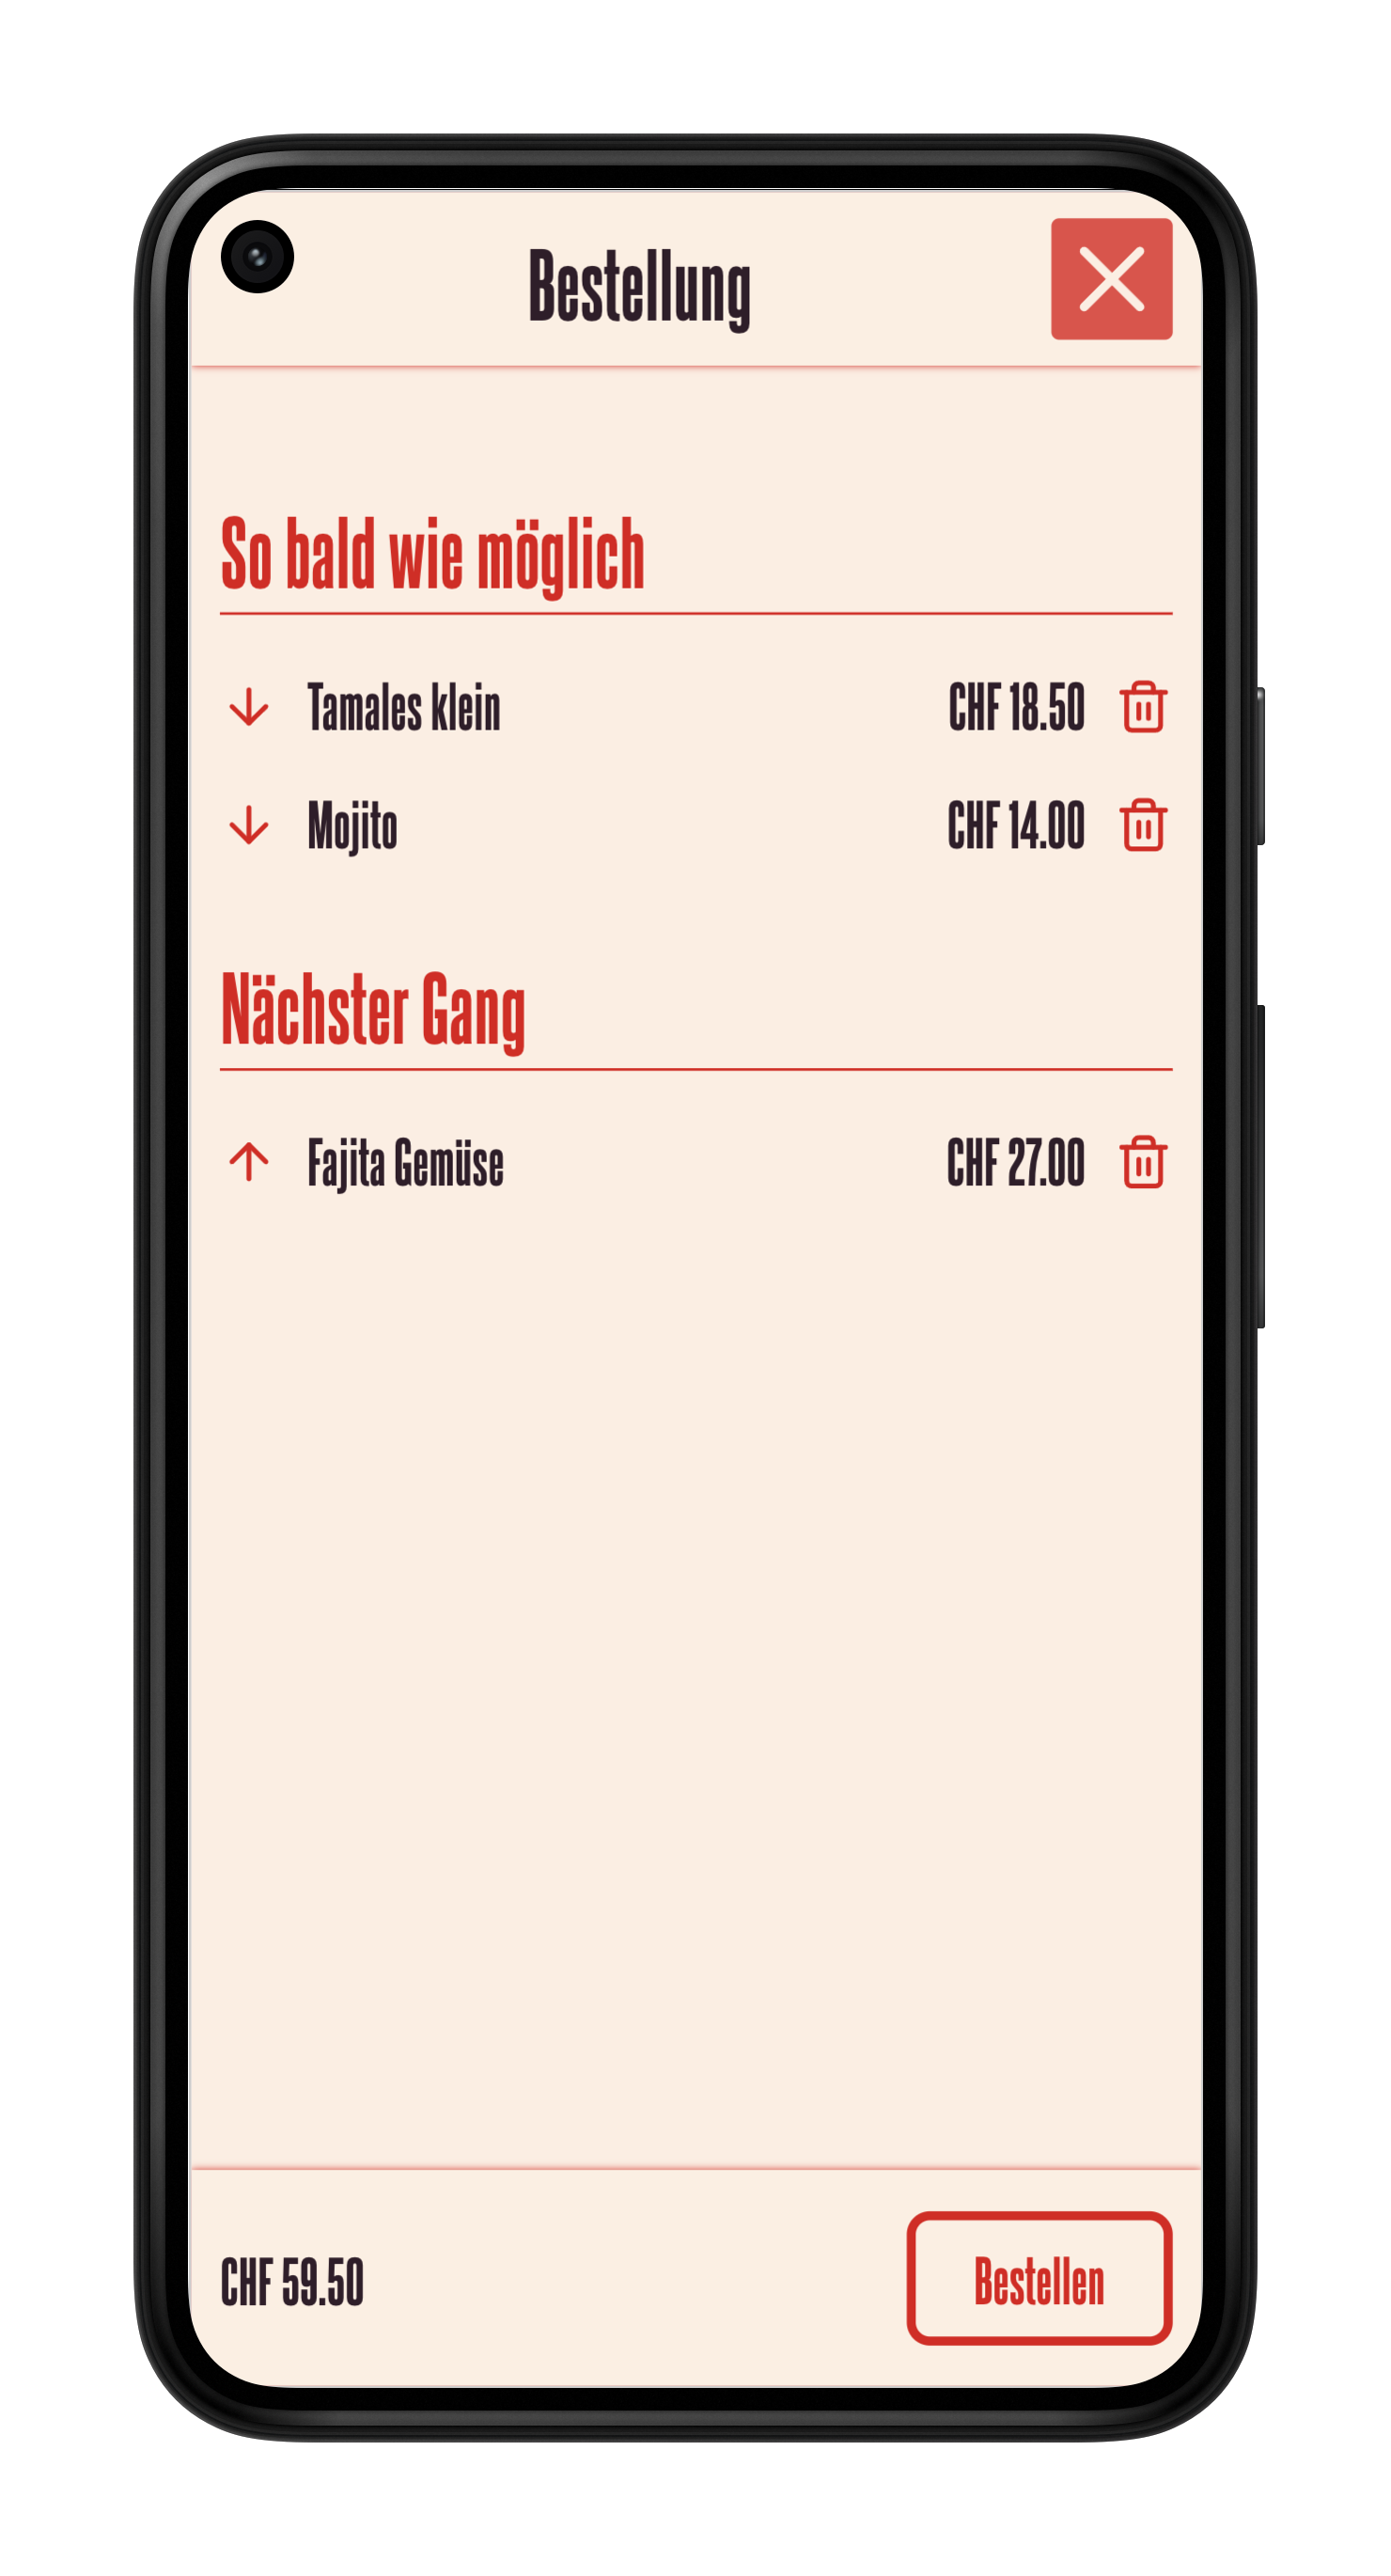 Bestellung
So bald wie möglich
Tamales klein CHF 18.50
Mojito CHF 14.00
Nächster Gang
Fajita Gemüse CHF 27.00
CHF 59.50 Bestellen